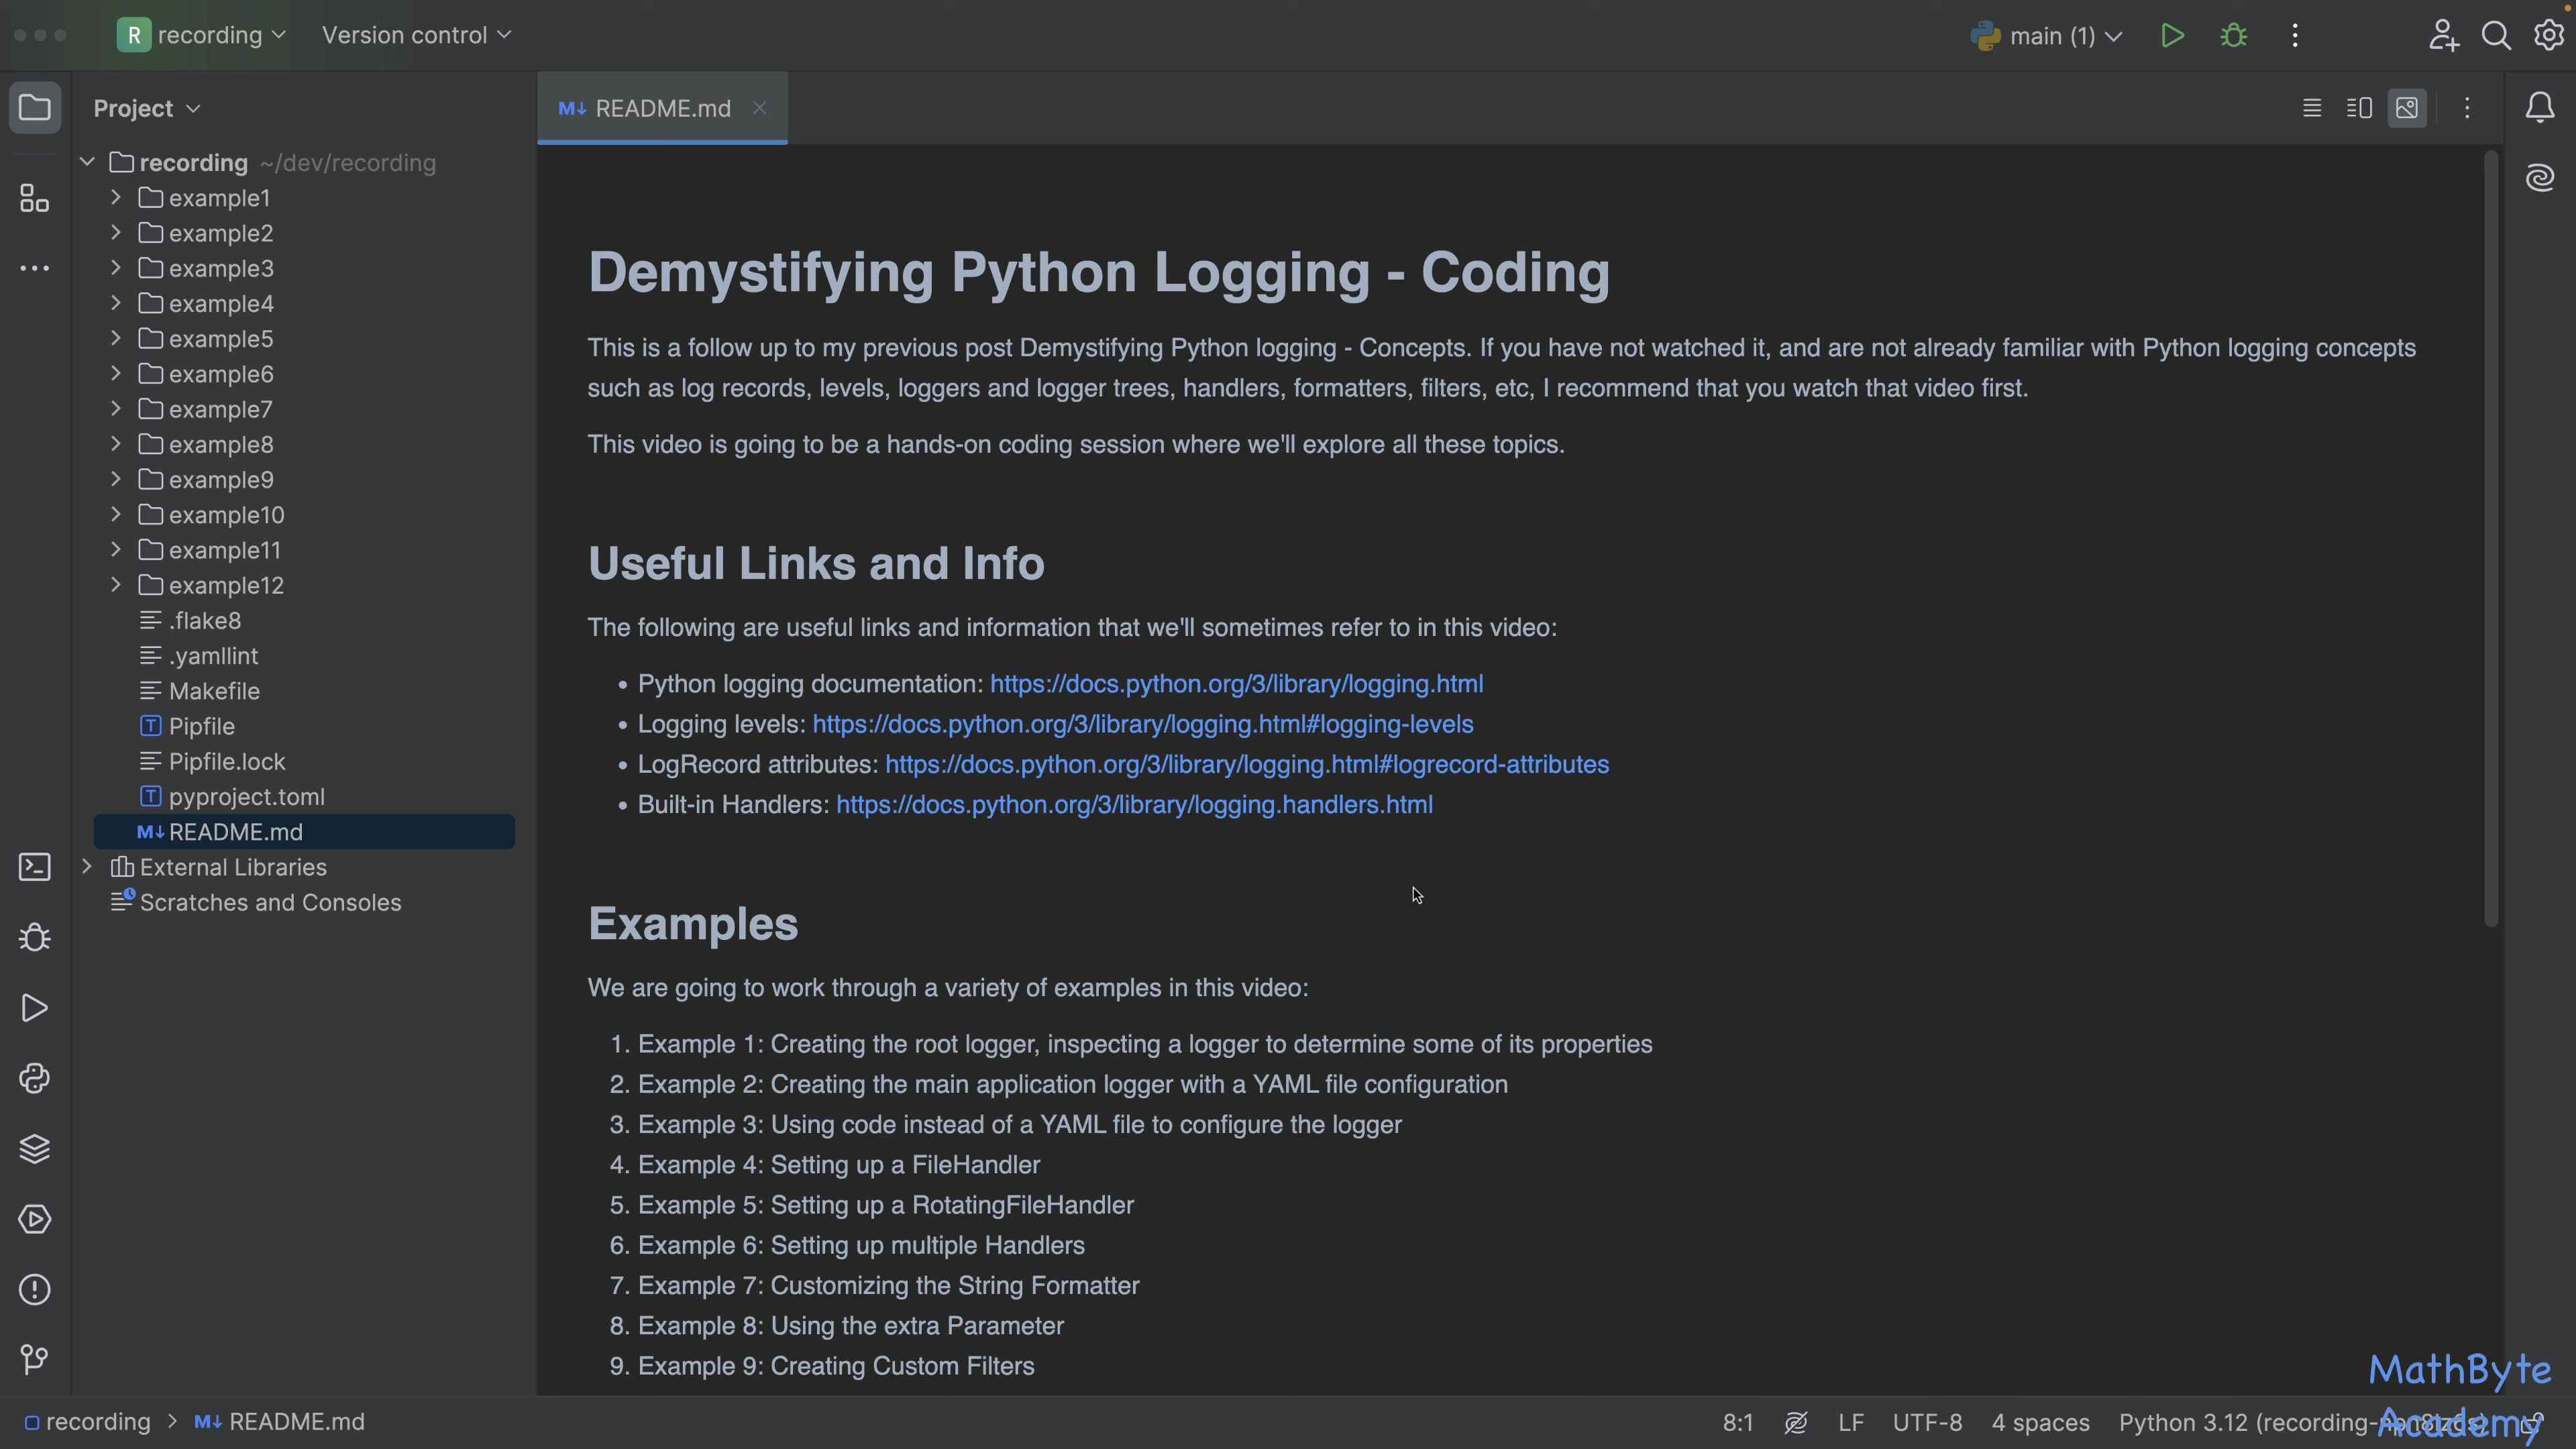 R recording Version control main (1)
Project
M↓ README.md
recording ~/dev/recording
example1
example2
example3
example4
example5
example6
example7
example8
example9
example10
example11
example12
.flake8
.yamllint
Makefile
T Pipfile
Pipfile.lock
T pyproject.toml
M↓ README.md
External Libraries
Scratches and Consoles
Demystifying Python Logging - Coding
This is a follow up to my previous post Demystifying Python logging - Concepts. If you have not watched it, and are not already familiar with Python logging concepts
such as log records, levels, loggers and logger trees, handlers, formatters, filters, etc, I recommend that you watch that video first.
This video is going to be a hands-on coding session where we'll explore all these topics.
Useful Links and Info
The following are useful links and information that we'll sometimes refer to in this video:
• Python logging documentation: https://docs.python.org/3/library/logging.html
• Logging levels: https://docs.python.org/3/library/logging.html#logging-levels
• LogRecord attributes: https://docs.python.org/3/library/logging.html#logrecord-attributes
• Built-in Handlers: https://docs.python.org/3/library/logging.handlers.html
Examples
We are going to work through a variety of examples in this video:
1. Example 1: Creating the root logger, inspecting a logger to determine some of its properties
2. Example 2: Creating the main application logger with a YAML file configuration
3. Example 3: Using code instead of a YAML file to configure the logger
4. Example 4: Setting up a FileHandler
5. Example 5: Setting up a RotatingFileHandler
6. Example 6: Setting up multiple Handlers
7. Example 7: Customizing the String Formatter
8. Example 8: Using the extra Parameter
9. Example 9: Creating Custom Filters
MathByte
Academy
recording > M↓ README.md 8:1 LF UTF-8 4 spaces Python 3.12